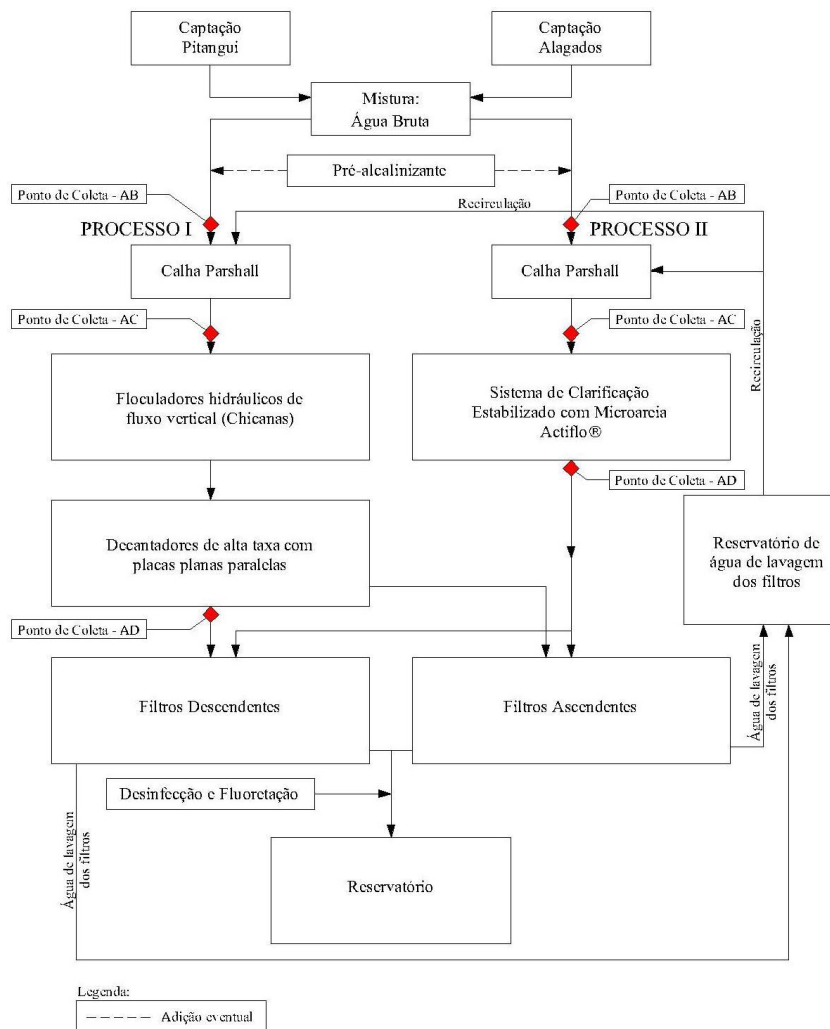 Captação
Pitangui
Captação
Alagados
Mistura:
Água Bruta
Pré-alcalinizante
Ponto de Coleta - AB
Ponto de Coleta - AB
Recirculação
PROCESSO I
PROCESSO II
Calha Parshall
Calha Parshall
Ponto de Coleta - AC
Ponto de Coleta - AC
Recirculação
Floculadores hidráulicos de
fluxo vertical (Chicanas)
Sistema de Clarificação
Estabilizado com Microareia
Actiflo®
Ponto de Coleta - AD
Decantadores de alta taxa com
placas planas paralelas
Reservatório de
água de lavagem
dos filtros
Ponto de Coleta - AD
Filtros Descendentes
Filtros Ascendentes
Água de lavagem
dos filtros
Desinfecção e Fluoretação
Água de lavagem
dos filtros
Reservatório
Legenda:
Adição eventual